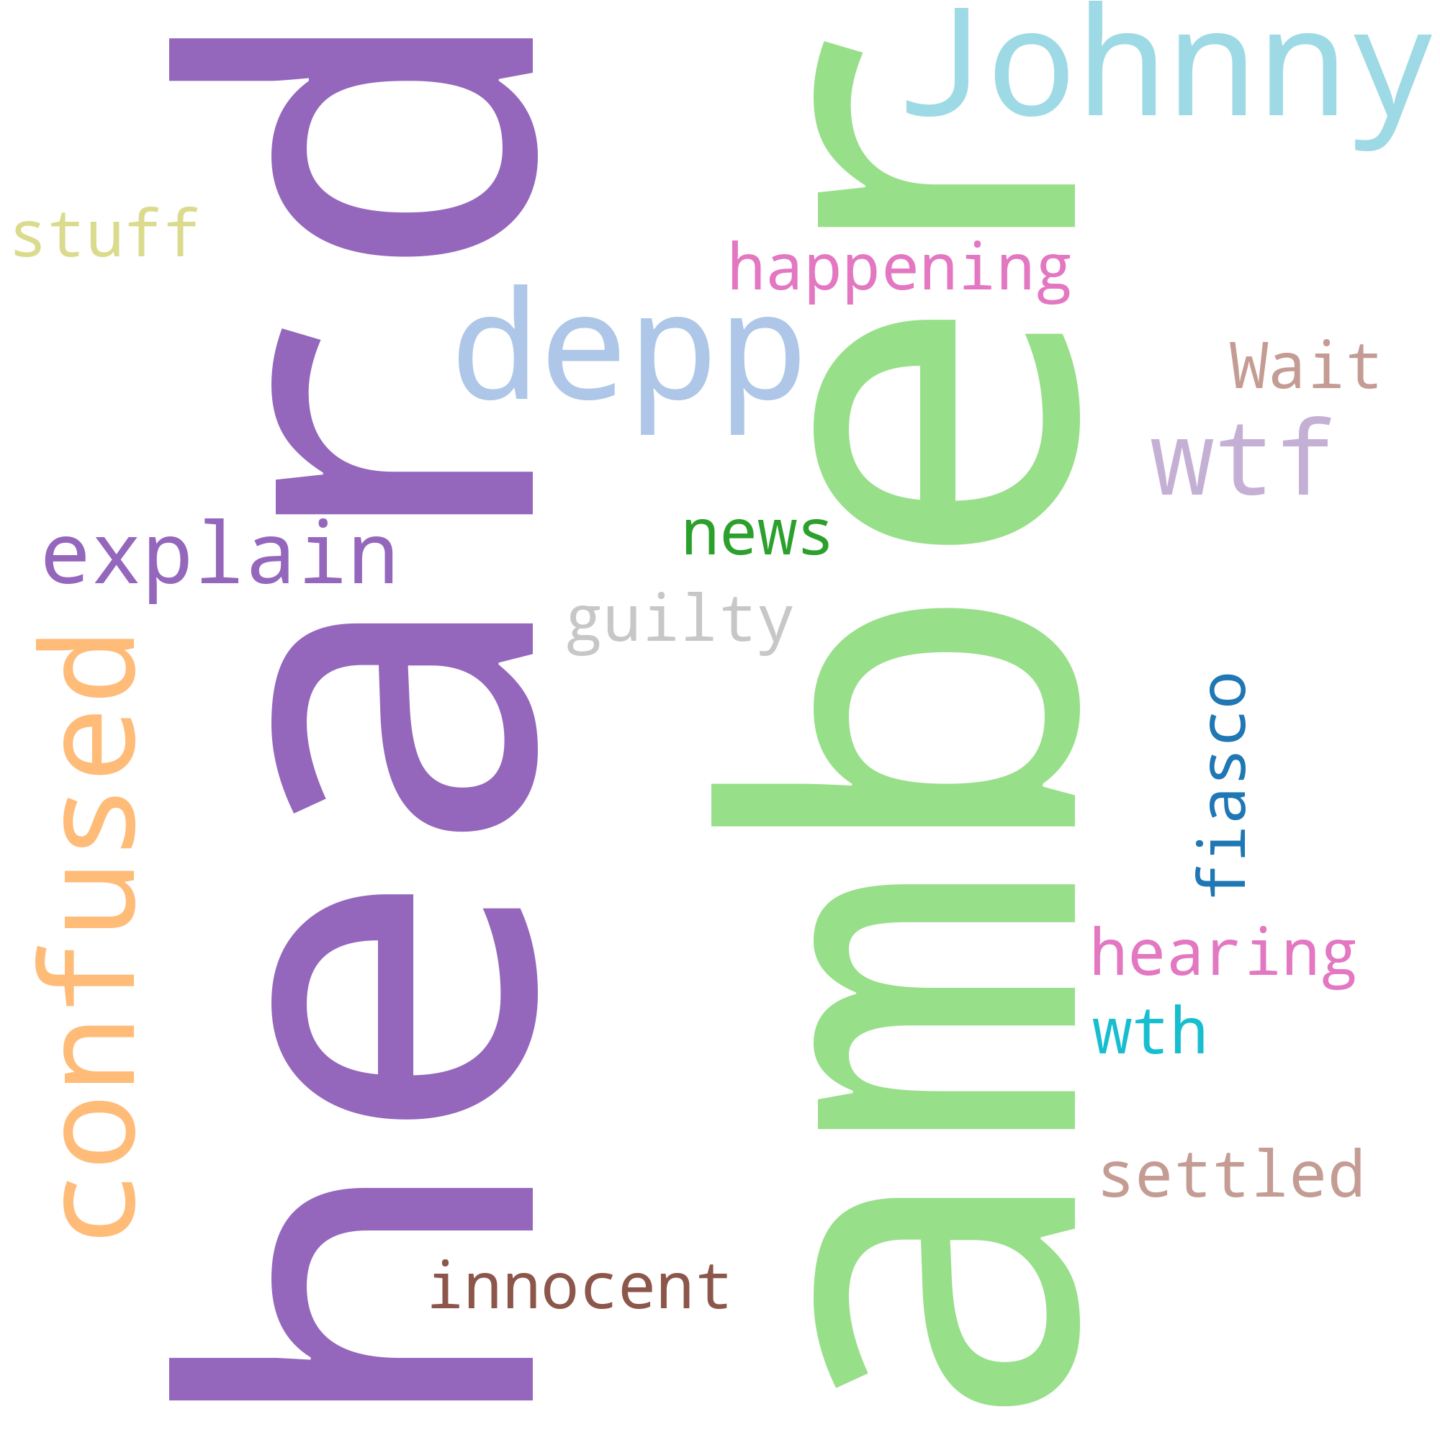 Johnny
heard
amber
stuff
happening
depp
Wait
wtf
explain
news
guilty
confused
fiasco
hearing
wth
settled
innocent